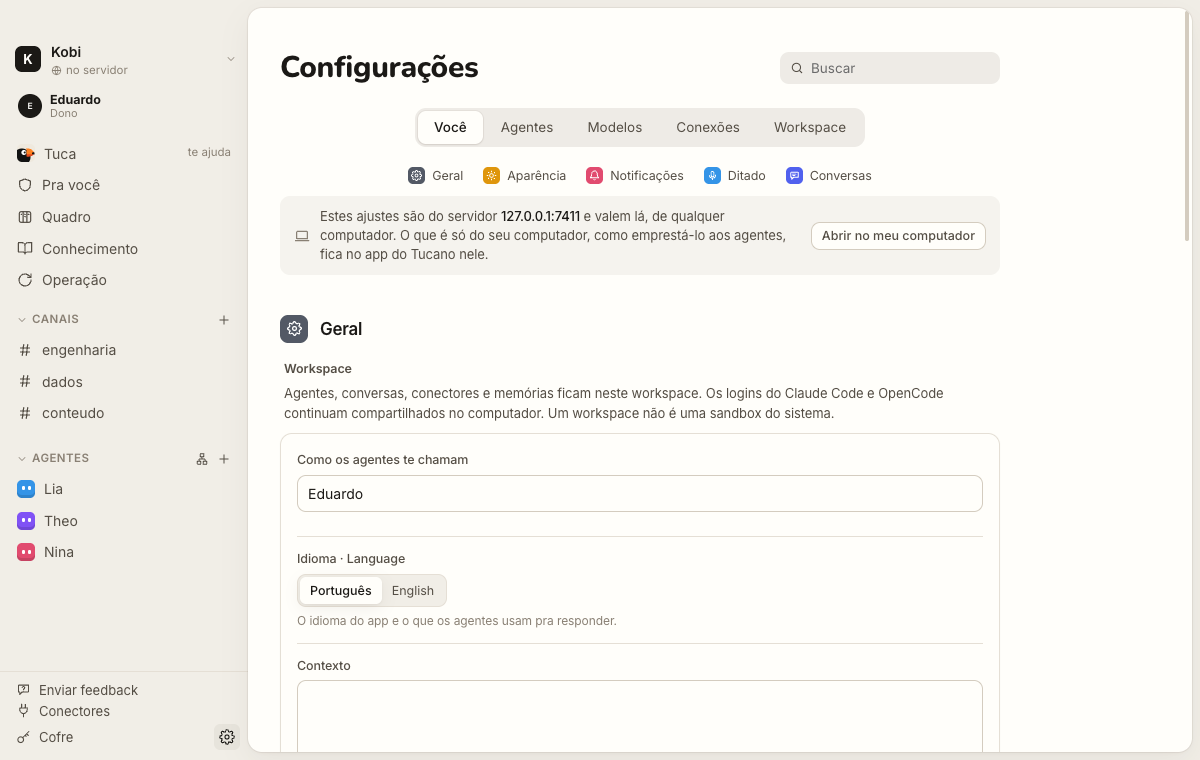 K
Kobi
no servidor
E
Eduardo
Dono
Tuca
te ajuda
Pra você
Quadro
Conhecimento
Operação
CANAIS
# engenharia
# dados
# conteudo
AGENTES
Lia
Theo
Nina
Enviar feedback
Conectores
Cofre
Configurações
Buscar
Você
Agentes
Modelos
Conexões
Workspace
Geral
Aparência
Notificações
Ditado
Conversas
Estes ajustes são do servidor 127.0.0.1:7411 e valem lá, de qualquer
computador. O que é só do seu computador, como emprestá-lo aos agentes,
fica no app do Tucano nele.
Abrir no meu computador
Geral
Workspace
Agentes, conversas, conectores e memórias ficam neste workspace. Os logins do Claude Code e OpenCode
continuam compartilhados no computador. Um workspace não é uma sandbox do sistema.
Como os agentes te chamam
Eduardo
Idioma · Language
Português
English
O idioma do app e o que os agentes usam pra responder.
Contexto